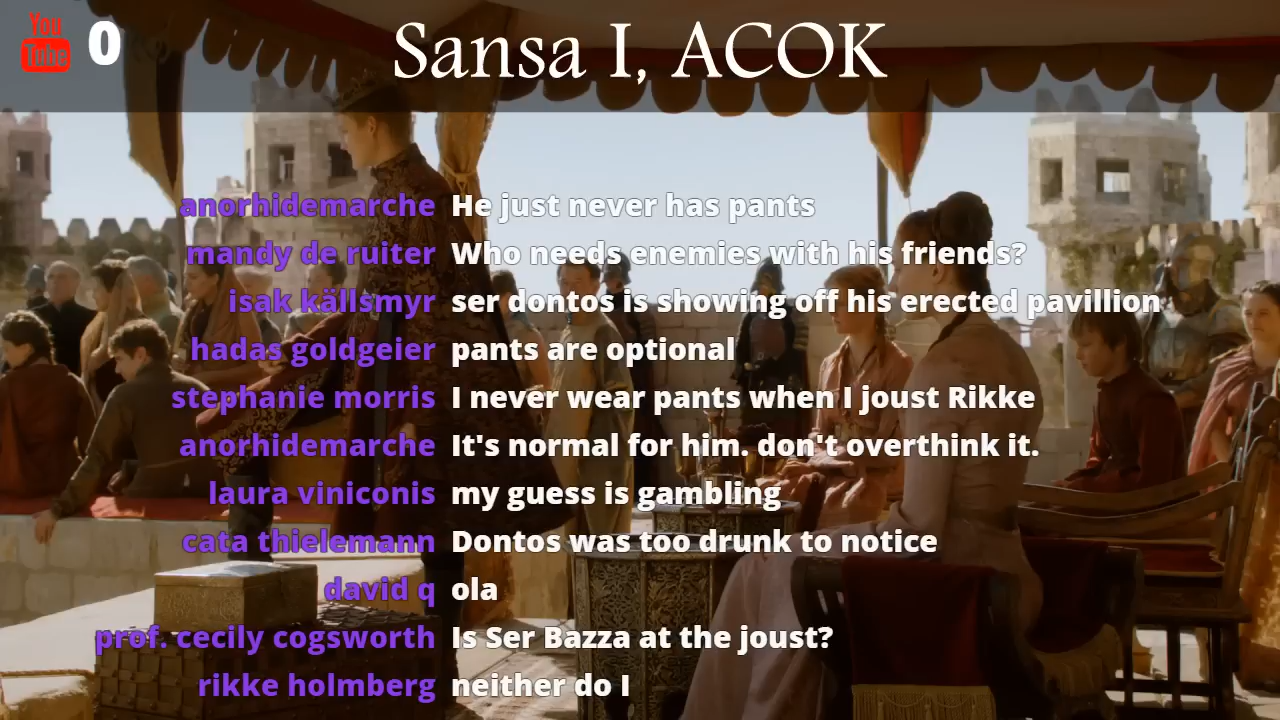 You
Tube
0
Sansa I, ACOK
anorhidemarche He just never has pants
mandy de ruiter Who needs enemies with his friends?
isak källsmyr ser dontos is showing off his erected pavillion
hadas goldgeier pants are optional
stephanie morris I never wear pants when I joust Rikke
anorhidemarche It's normal for him. don't overthink it.
laura viniconis my guess is gambling
cata thielemann Dontos was too drunk to notice
david q ola
prof. cecily cogsworth Is Ser Bazza at the joust?
rikke holmberg neither do I